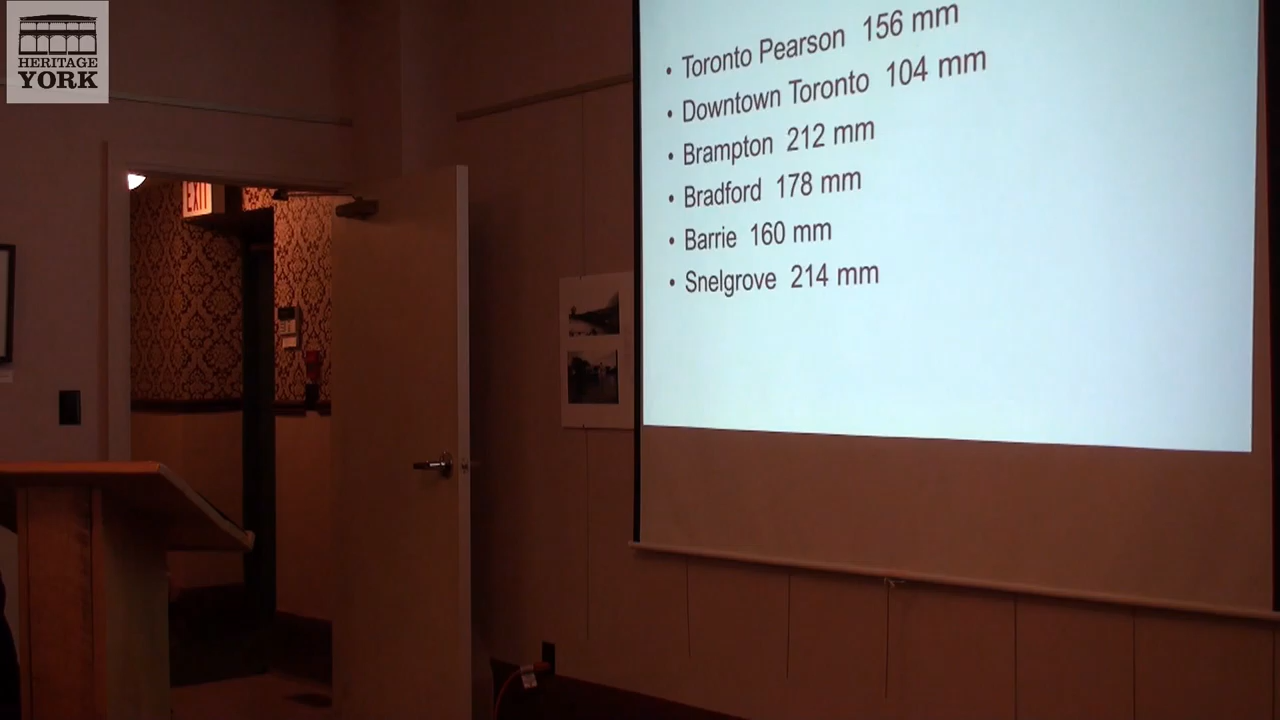 HERITAGE
YORK
• Toronto Pearson 156 mm
• Downtown Toronto 104 mm
• Brampton 212 mm
• Bradford 178 mm
• Barrie 160 mm
• Snelgrove 214 mm
EXIT